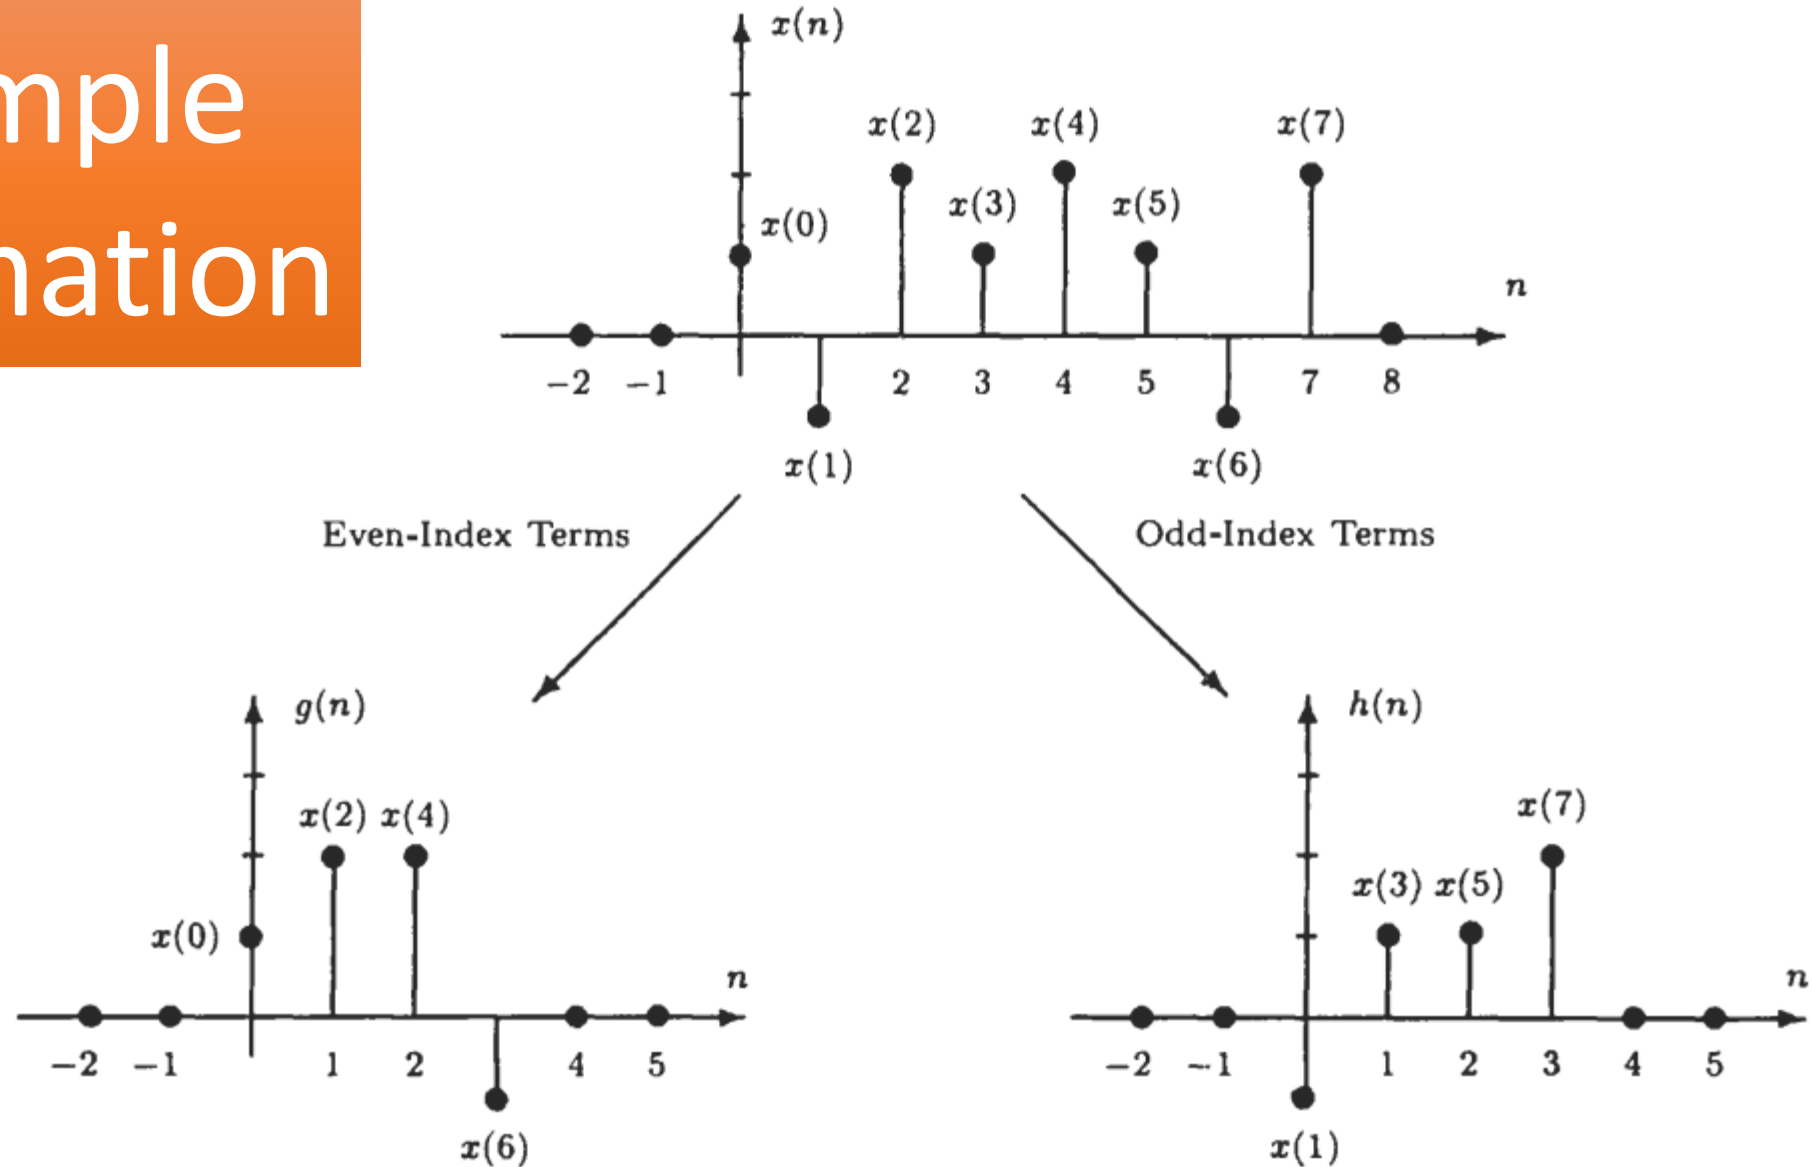 mple
nation
x(n)
x(2) x(4) x(7)
x(3) x(5)
x(0)
n
−2 −1 2 3 4 5 7 8
x(1) x(6)
Even-Index Terms
Odd-Index Terms
g(n)
x(2) x(4)
x(0)
n
−2 −1 1 2 4 5
x(6)
h(n)
x(7)
x(3) x(5)
n
−2 −1 1 2 3 4 5
x(1)